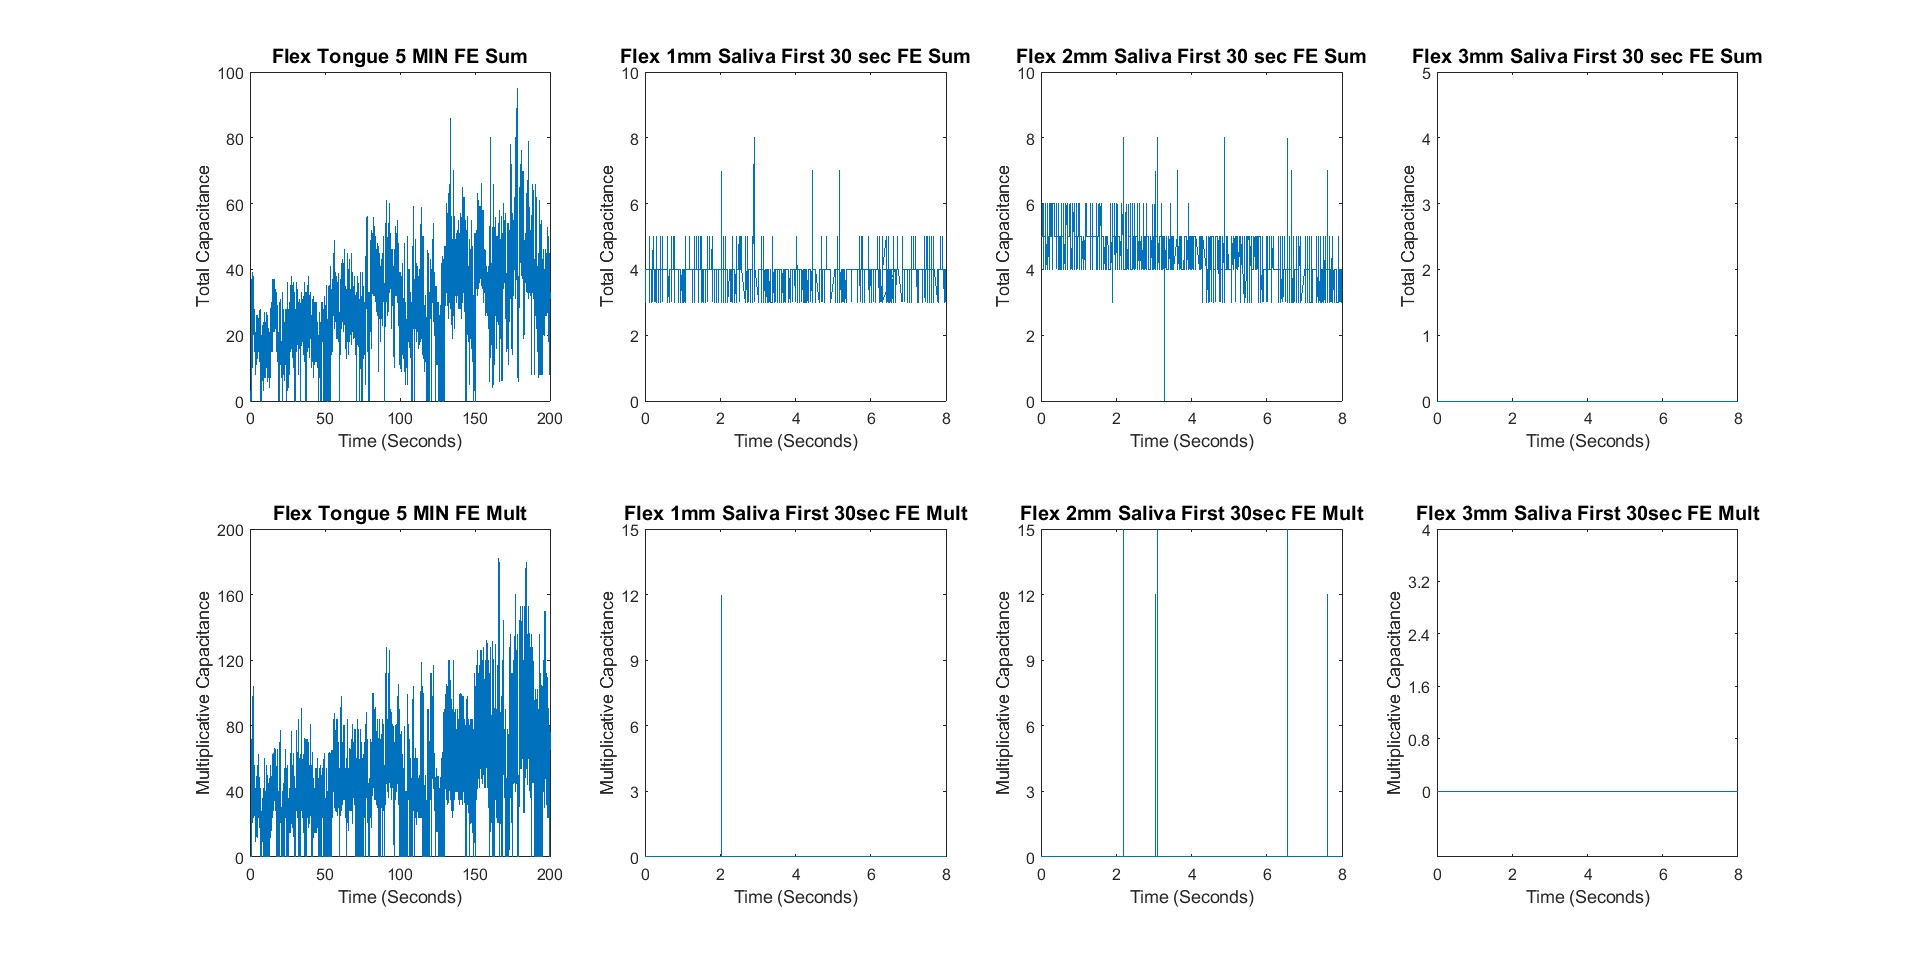 Flex Tongue 5 MIN FE Sum
100
80
60
40
20
0
0 50 100 150 200
Total Capacitance
Time (Seconds)
Flex 1mm Saliva First 30 sec FE Sum
10
8
6
4
2
0
0 2 4 6 8
Total Capacitance
Time (Seconds)
Flex 2mm Saliva First 30 sec FE Sum
10
8
6
4
2
0
0 2 4 6 8
Total Capacitance
Time (Seconds)
Flex 3mm Saliva First 30 sec FE Sum
5
4
3
2
1
0
0 2 4 6 8
Total Capacitance
Time (Seconds)
Flex Tongue 5 MIN FE Mult
200
160
120
80
40
0
0 50 100 150 200
Multiplicative Capacitance
Time (Seconds)
Flex 1mm Saliva First 30sec FE Mult
15
12
9
6
3
0
0 2 4 6 8
Multiplicative Capacitance
Time (Seconds)
Flex 2mm Saliva First 30sec FE Mult
15
12
9
6
3
0
0 2 4 6 8
Multiplicative Capacitance
Time (Seconds)
Flex 3mm Saliva First 30sec FE Mult
4
3.2
2.4
1.6
0.8
0
0 2 4 6 8
Multiplicative Capacitance
Time (Seconds)